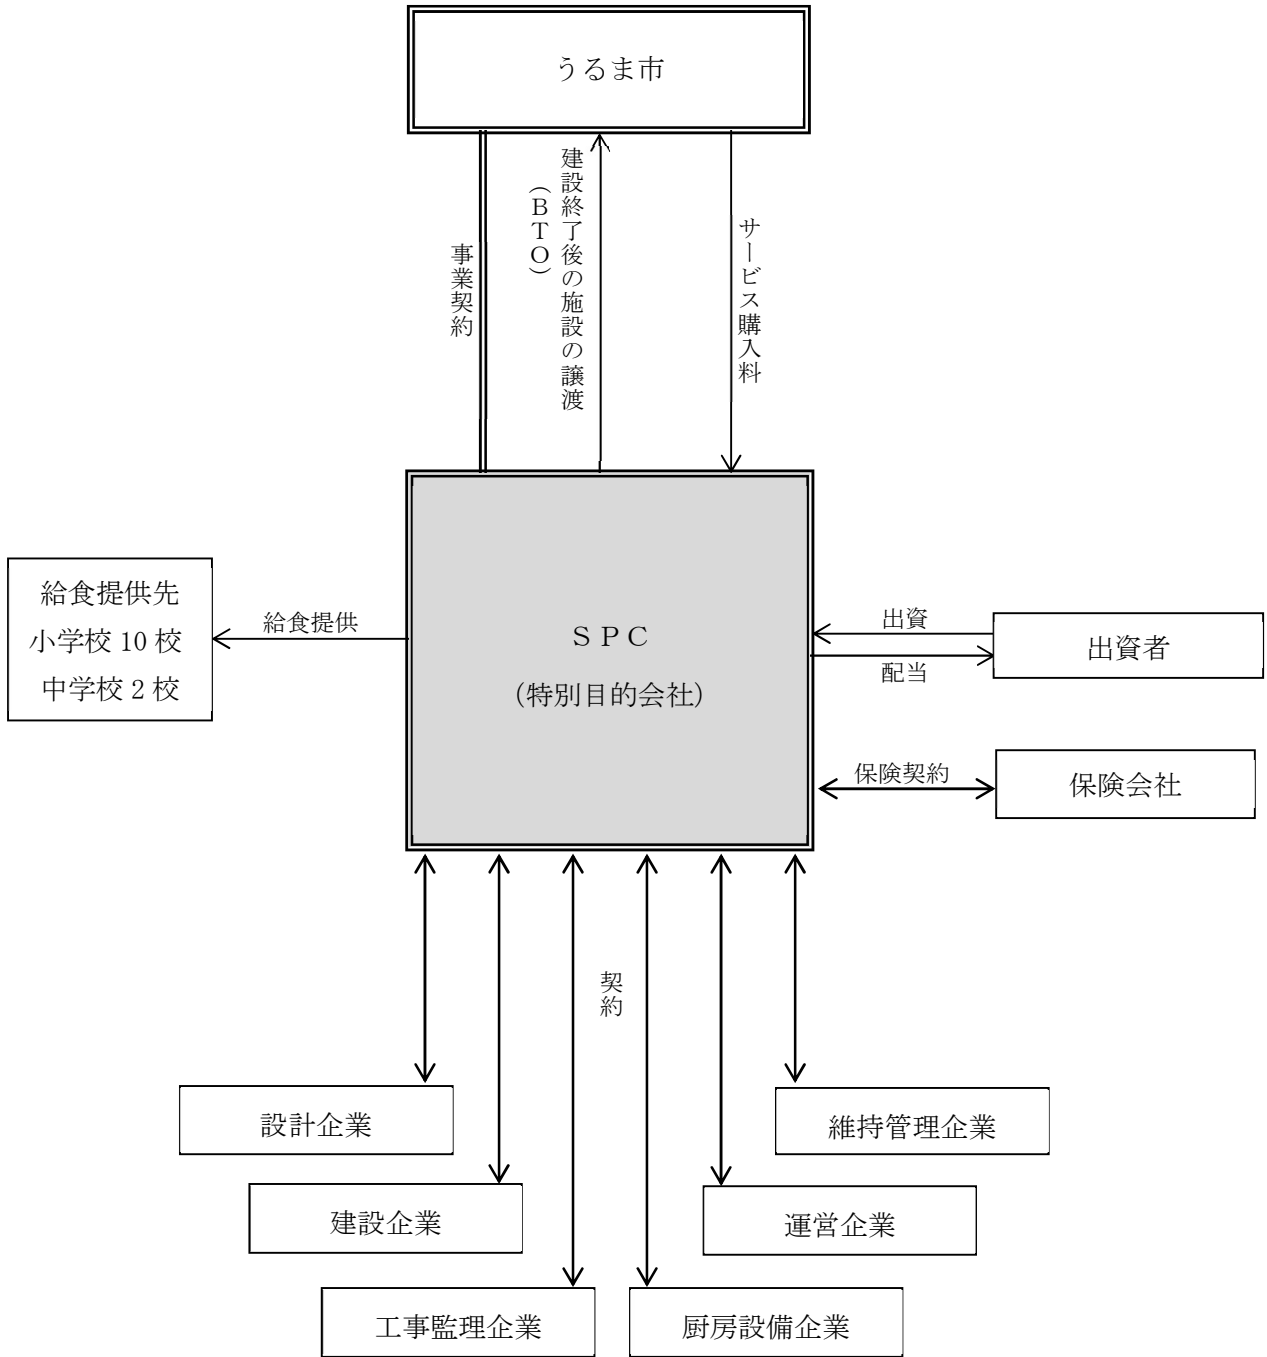 うるま市
事業契約
建設終了後の施設の譲渡
（ＢＴＯ）
サービス購入料
給食提供先
小学校 10 校
中学校 2 校
給食提供
ＳＰＣ
（特別目的会社）
出資
配当
出資者
保険契約
保険会社
契約
設計企業
維持管理企業
建設企業
運営企業
工事監理企業
厨房設備企業